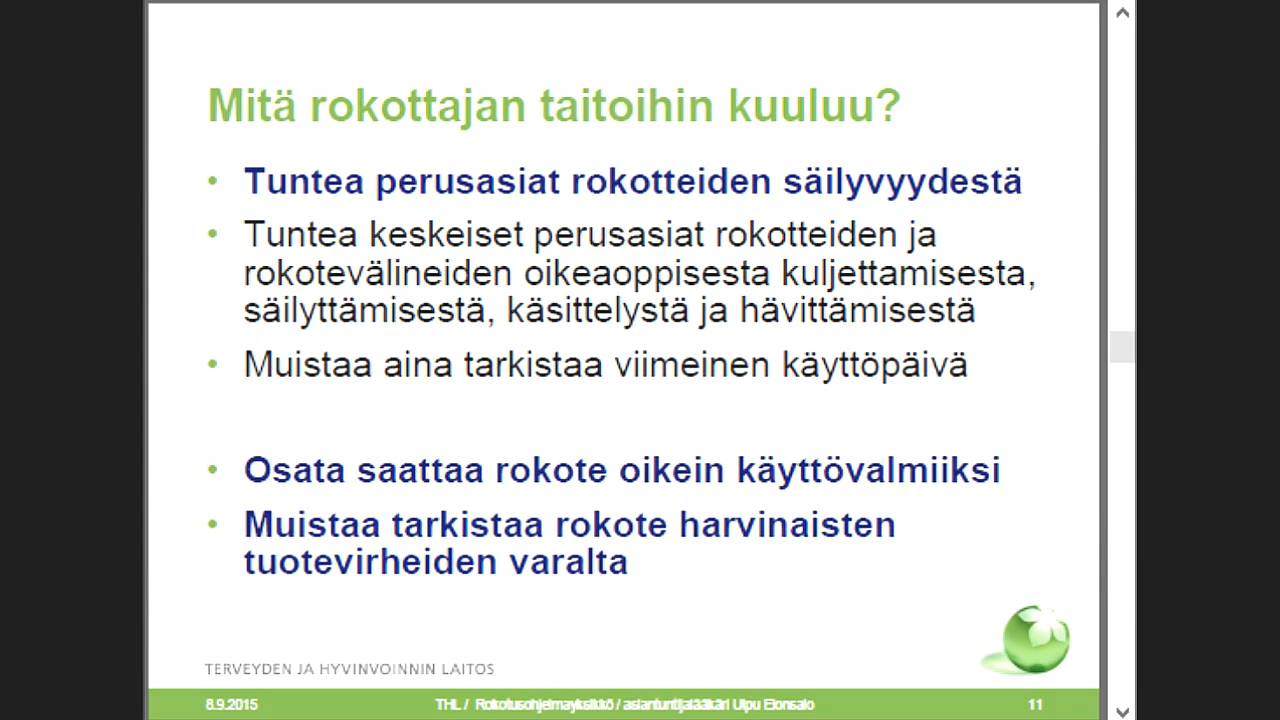 Mitä rokottajan taitoihin kuuluu?
• Tuntea perusasiat rokotteiden säilyvyydestä
• Tuntea keskeiset perusasiat rokotteiden ja
rokotevälineiden oikeaoppisesta kuljettamisesta,
säilyttämisestä, käsittelystä ja hävittämisestä
• Muistaa aina tarkistaa viimeinen käyttöpäivä
• Osata saattaa rokote oikein käyttövalmiiksi
• Muistaa tarkistaa rokote harvinaisten
tuotevirheiden varalta
TERVEYDEN JA HYVINVOINNIN LAITOS
8.9.2015 THL / Rokotusohjelmayksikkö / asiantuntijalääkäri Ulpu Elonsalo 11